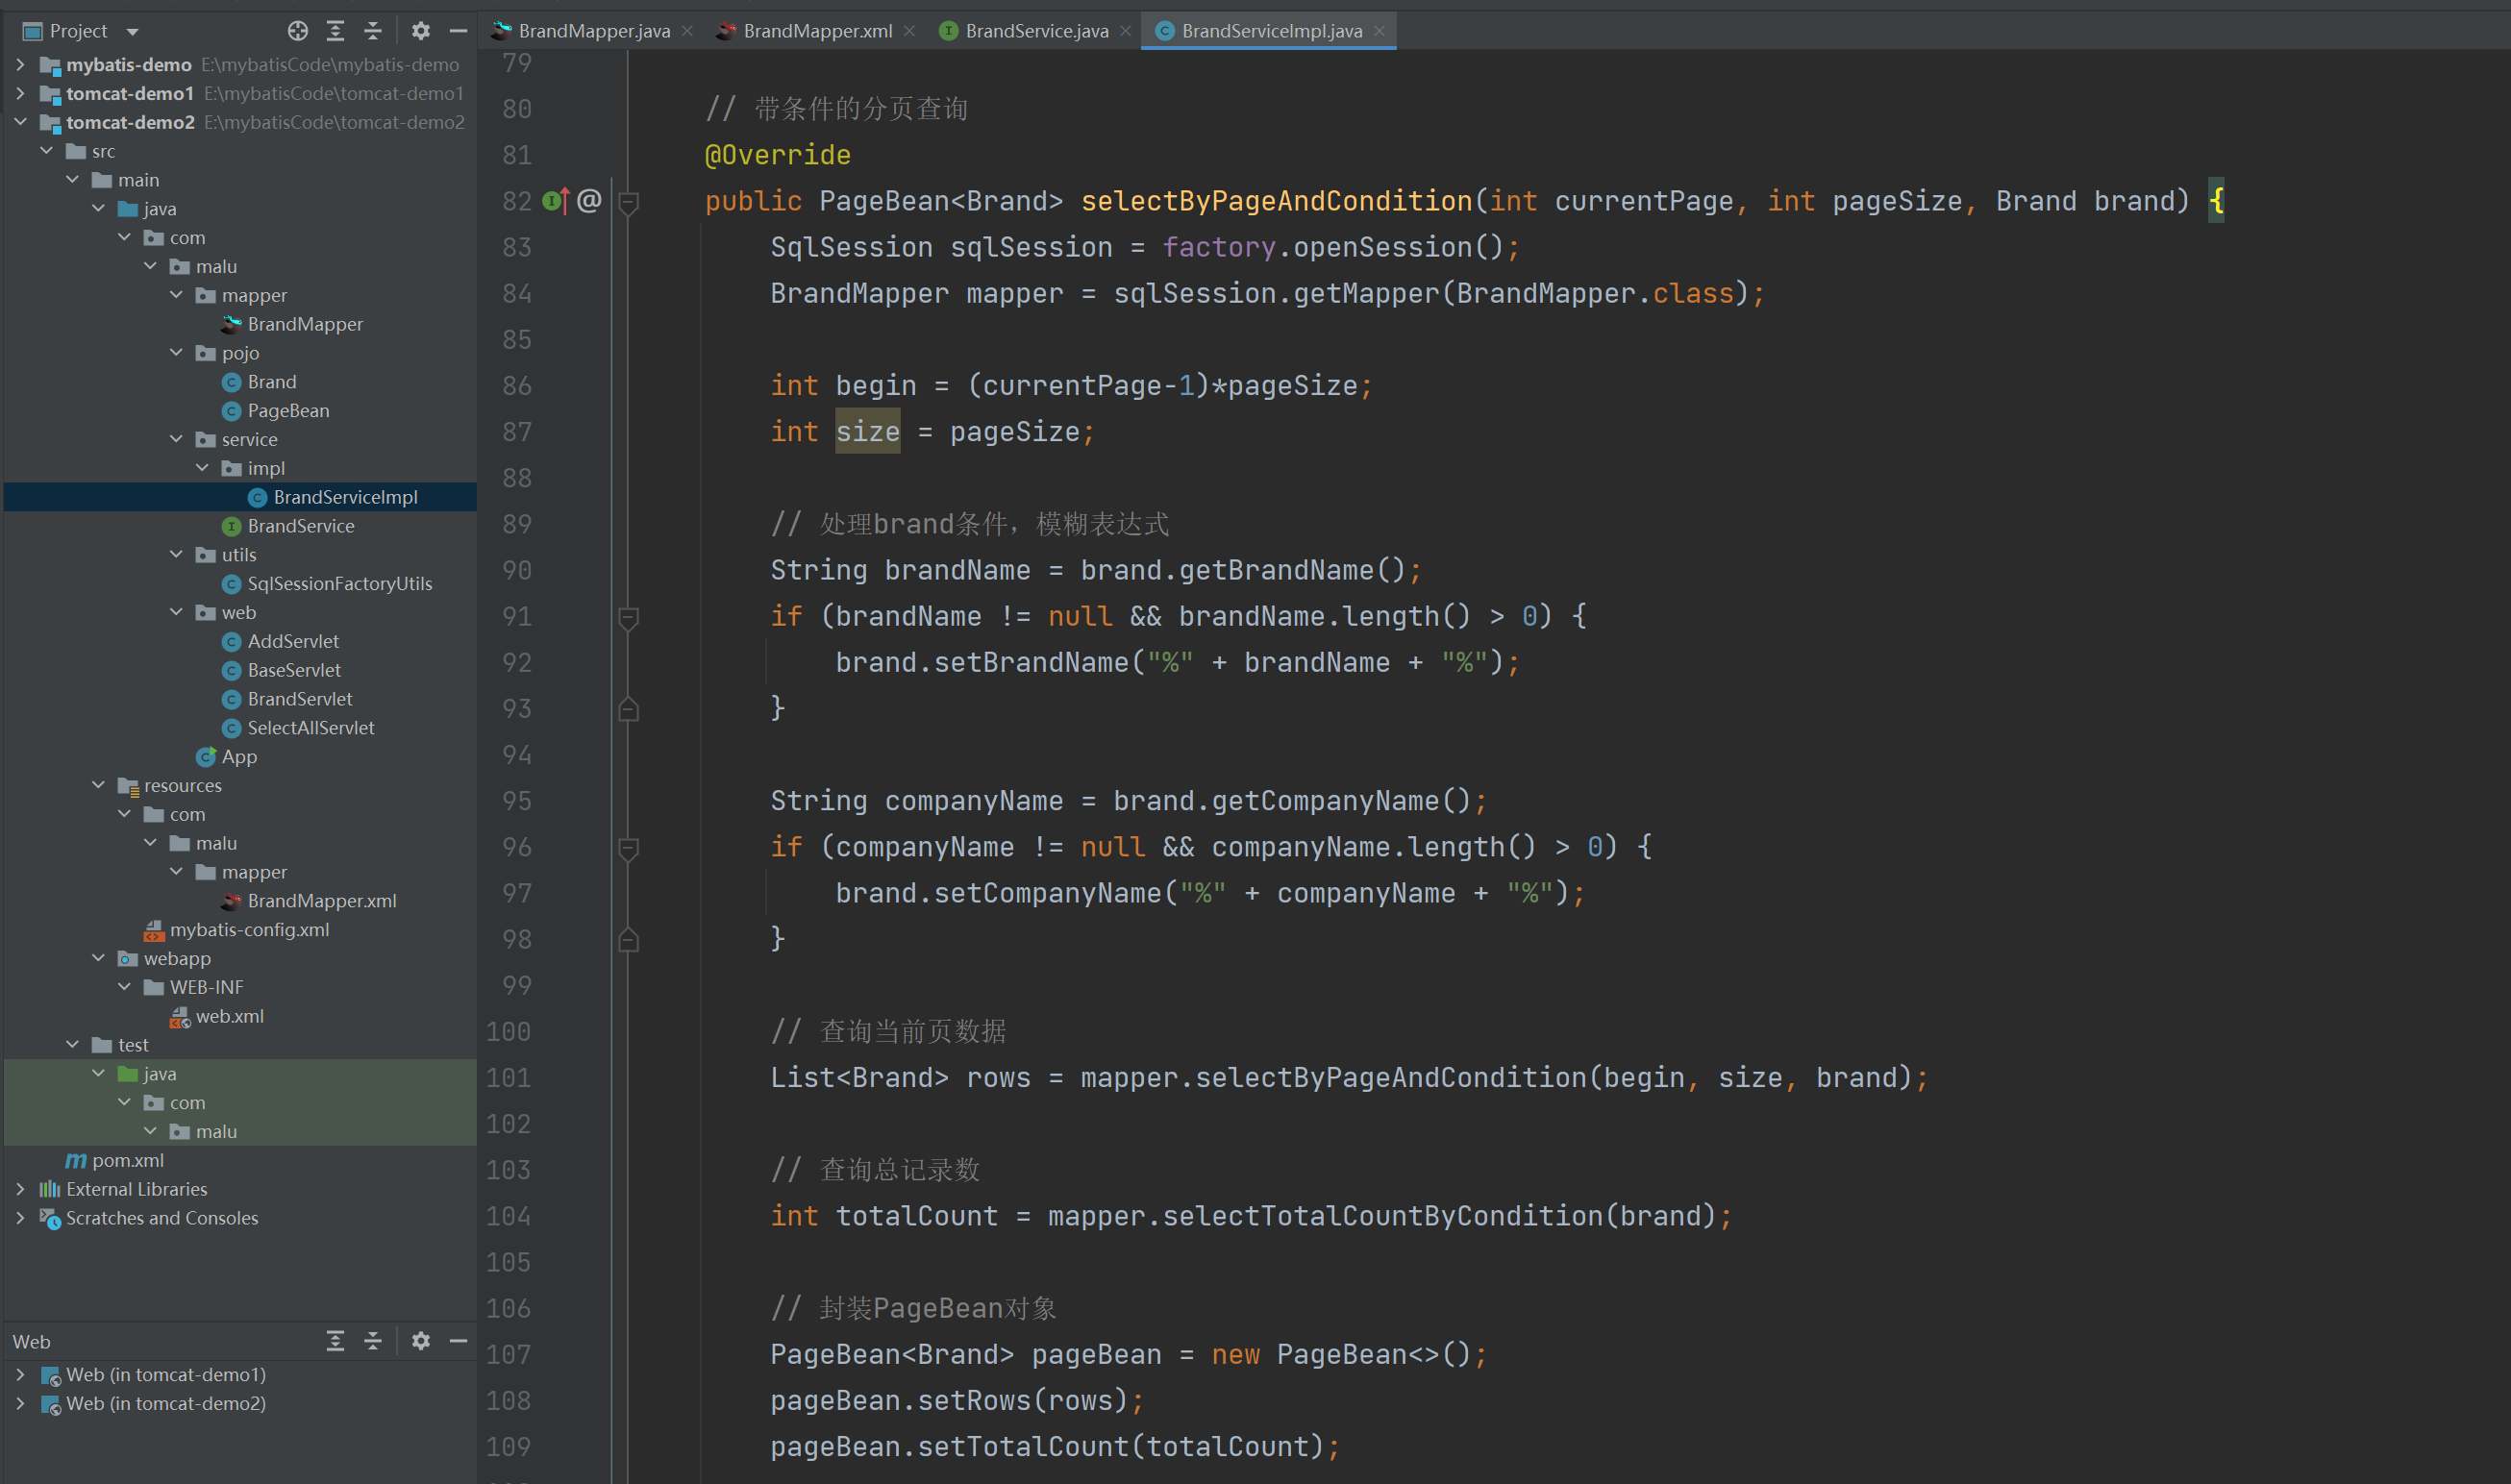 Project
mybatis-demo E:\mybatisCode\mybatis-demo
tomcat-demo1 E:\mybatisCode\tomcat-demo1
tomcat-demo2 E:\mybatisCode\tomcat-demo2
src
main
java
com
malu
mapper
BrandMapper
pojo
Brand
PageBean
service
impl
BrandServiceImpl
BrandService
utils
SqlSessionFactoryUtils
web
AddServlet
BaseServlet
BrandServlet
SelectAllServlet
App
resources
com
malu
mapper
BrandMapper.xml
mybatis-config.xml
webapp
WEB-INF
web.xml
test
java
com
malu
pom.xml
External Libraries
Scratches and Consoles
Web
Web (in tomcat-demo1)
Web (in tomcat-demo2)
BrandMapper.java BrandMapper.xml BrandService.java BrandServiceImpl.java
79
80 // 带条件的分页查询
81 @Override
82 public PageBean<Brand> selectByPageAndCondition(int currentPage, int pageSize, Brand brand) {
83 SqlSession sqlSession = factory.openSession();
84 BrandMapper mapper = sqlSession.getMapper(BrandMapper.class);
85
86 int begin = (currentPage-1)*pageSize;
87 int size = pageSize;
88
89 // 处理brand条件，模糊表达式
90 String brandName = brand.getBrandName();
91 if (brandName != null && brandName.length() > 0) {
92 brand.setBrandName("%" + brandName + "%");
93 }
94
95 String companyName = brand.getCompanyName();
96 if (companyName != null && companyName.length() > 0) {
97 brand.setCompanyName("%" + companyName + "%");
98 }
99
100 // 查询当前页数据
101 List<Brand> rows = mapper.selectByPageAndCondition(begin, size, brand);
102
103 // 查询总记录数
104 int totalCount = mapper.selectTotalCountByCondition(brand);
105
106 // 封装PageBean对象
107 PageBean<Brand> pageBean = new PageBean<>();
108 pageBean.setRows(rows);
109 pageBean.setTotalCount(totalCount);